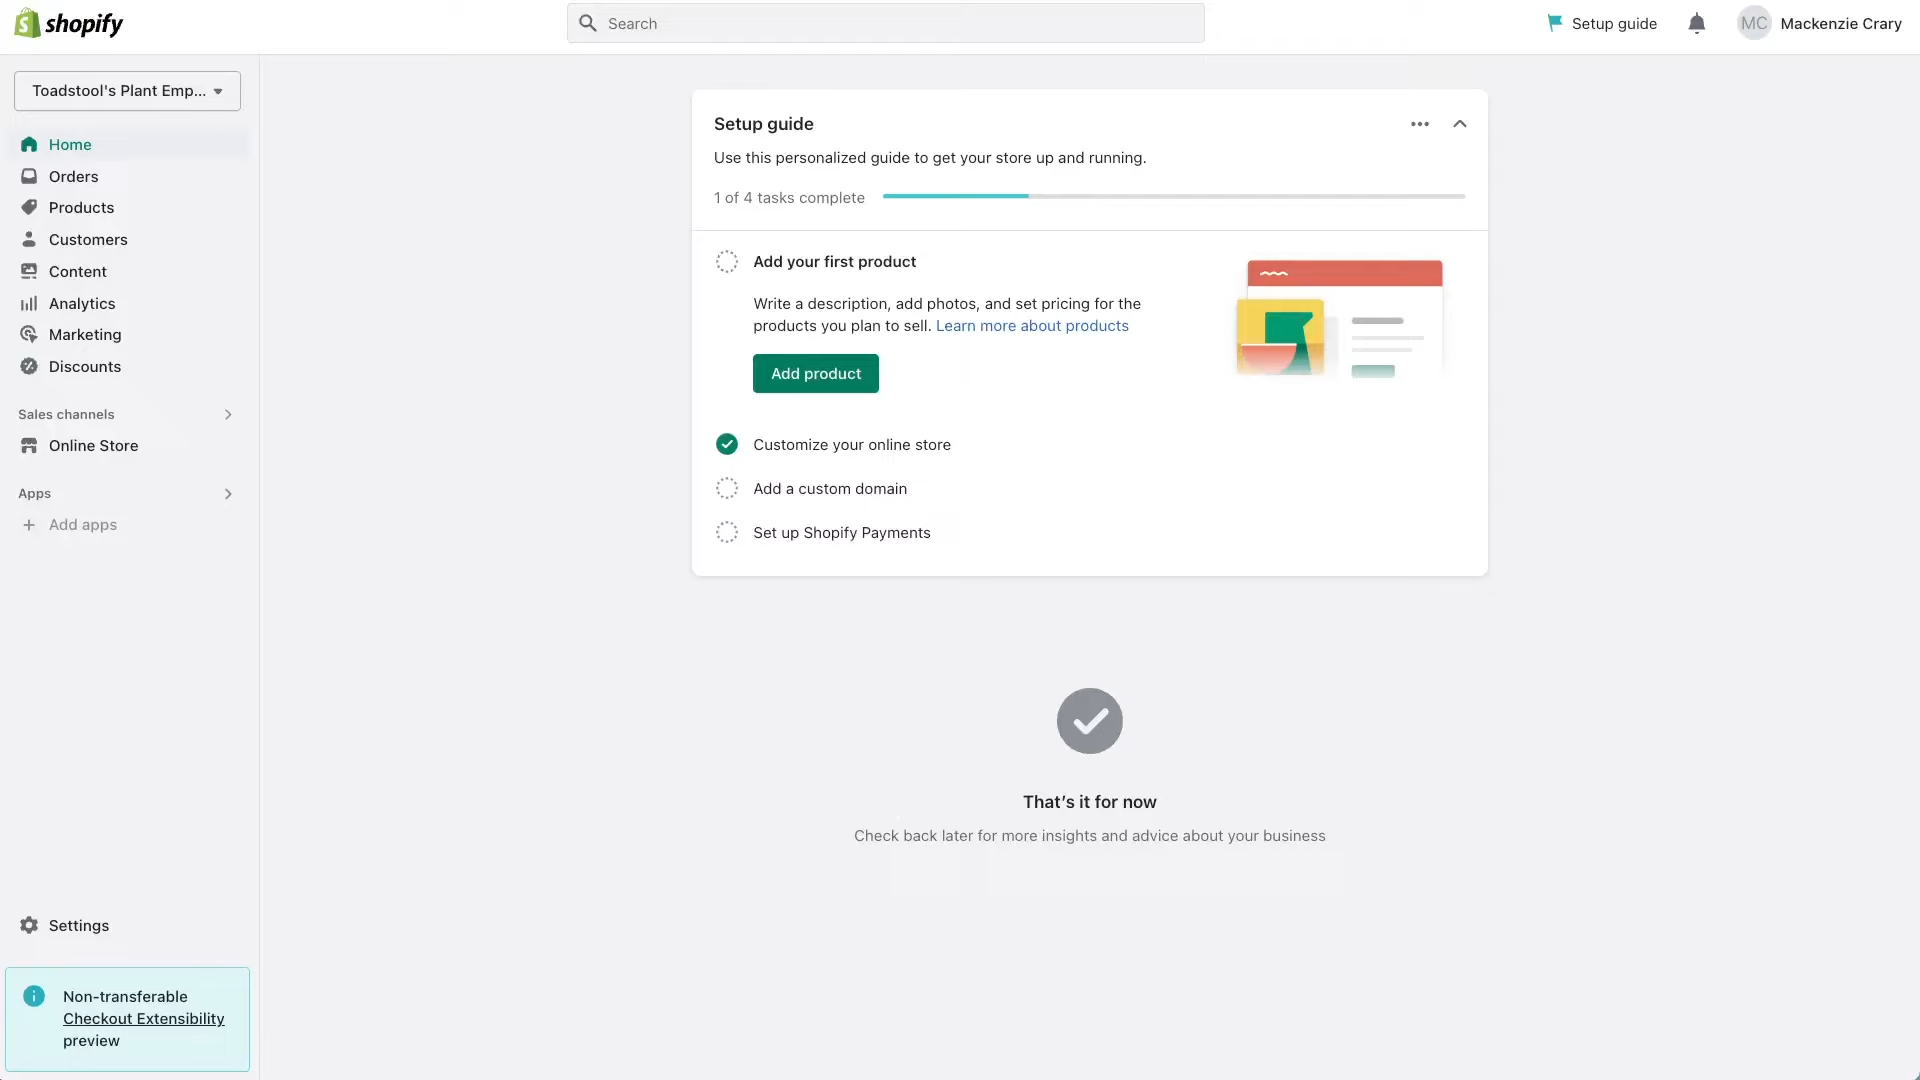 shopify
Search
Setup guide
MC
Mackenzie Crary
Toadstool's Plant Emp...
Home
Orders
Products
Customers
Content
Analytics
Marketing
Discounts
Sales channels
Online Store
Apps
Add apps
Settings
Non-transferable
Checkout Extensibility
preview
Setup guide
Use this personalized guide to get your store up and running.
1 of 4 tasks complete
Add your first product
Write a description, add photos, and set pricing for the
products you plan to sell. Learn more about products
Add product
Customize your online store
Add a custom domain
Set up Shopify Payments
That’s it for now
Check back later for more insights and advice about your business